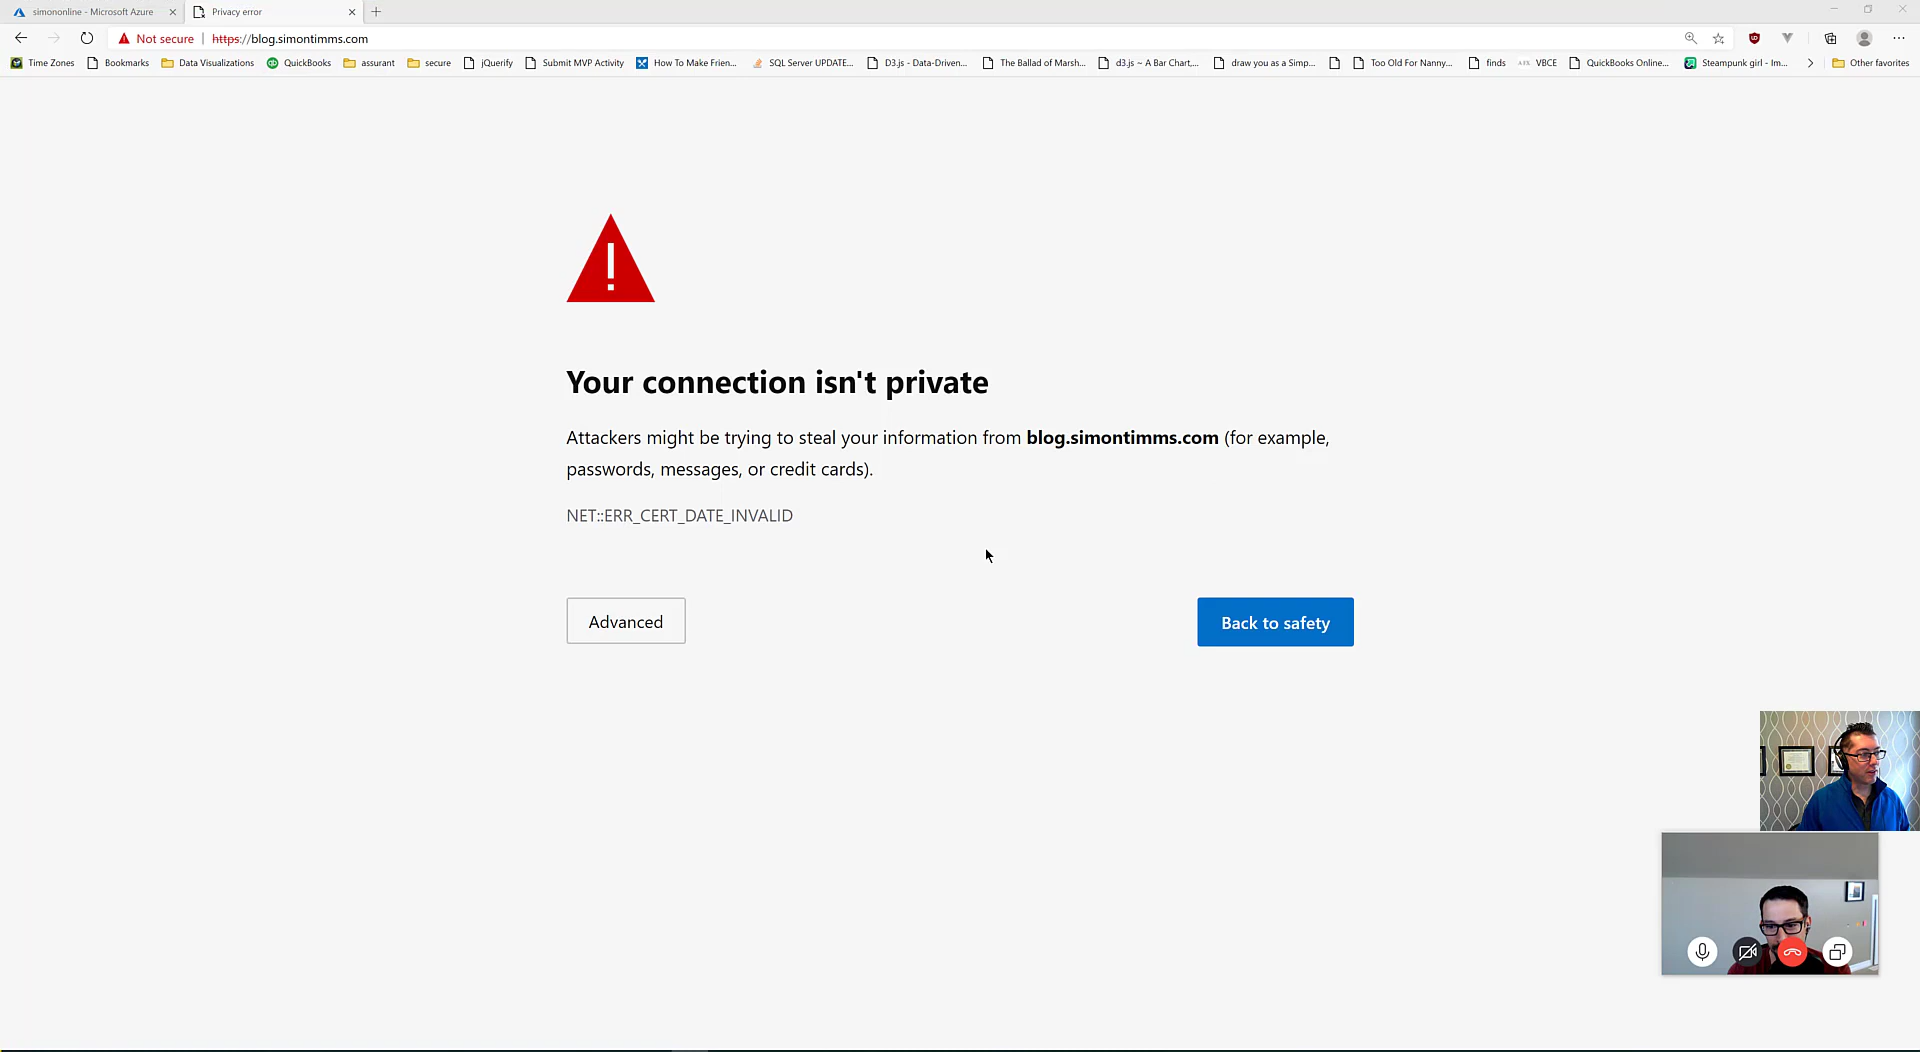 simononline - Microsoft Azure
Privacy error
Not secure | https://blog.simontimms.com
Time Zones Bookmarks Data Visualizations QuickBooks assurant secure jQuerify Submit MVP Activity How To Make Frien... SQL Server UPDATE... D3.js - Data-Driven... The Ballad of Marsh... d3.js ~ A Bar Chart,... draw you as a Simp... Too Old For Nanny... finds VBCE QuickBooks Online... Steampunk girl - Im... Other favorites
Your connection isn't private
Attackers might be trying to steal your information from blog.simontimms.com (for example,
passwords, messages, or credit cards).
NET::ERR_CERT_DATE_INVALID
Advanced
Back to safety